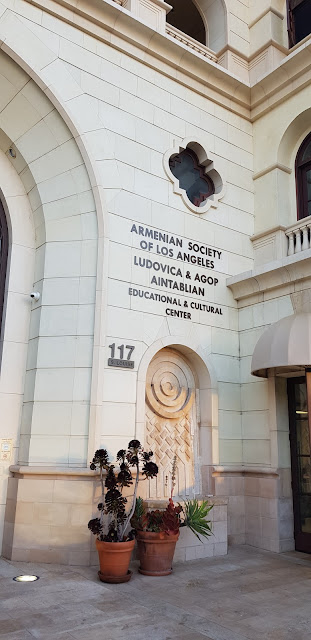 ARMENIAN SOCIETY
OF LOS ANGELES
LUDOVICA & AGOP
AINTABLIAN
EDUCATIONAL & CULTURAL
CENTER
117